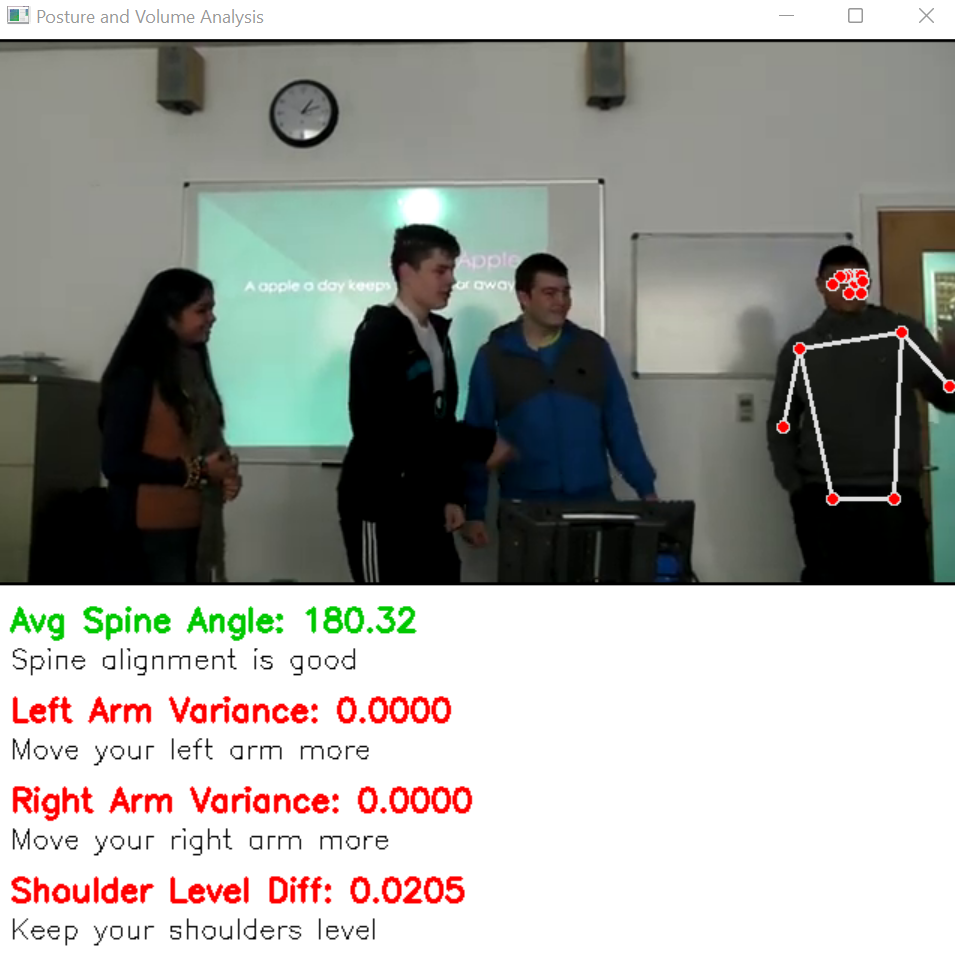 Posture and Volume Analysis
Apple
A apple a day keeps or away
Avg Spine Angle: 180.32
Spine alignment is good
Left Arm Variance: 0.0000
Move your left arm more
Right Arm Variance: 0.0000
Move your right arm more
Shoulder Level Diff: 0.0205
Keep your shoulders level